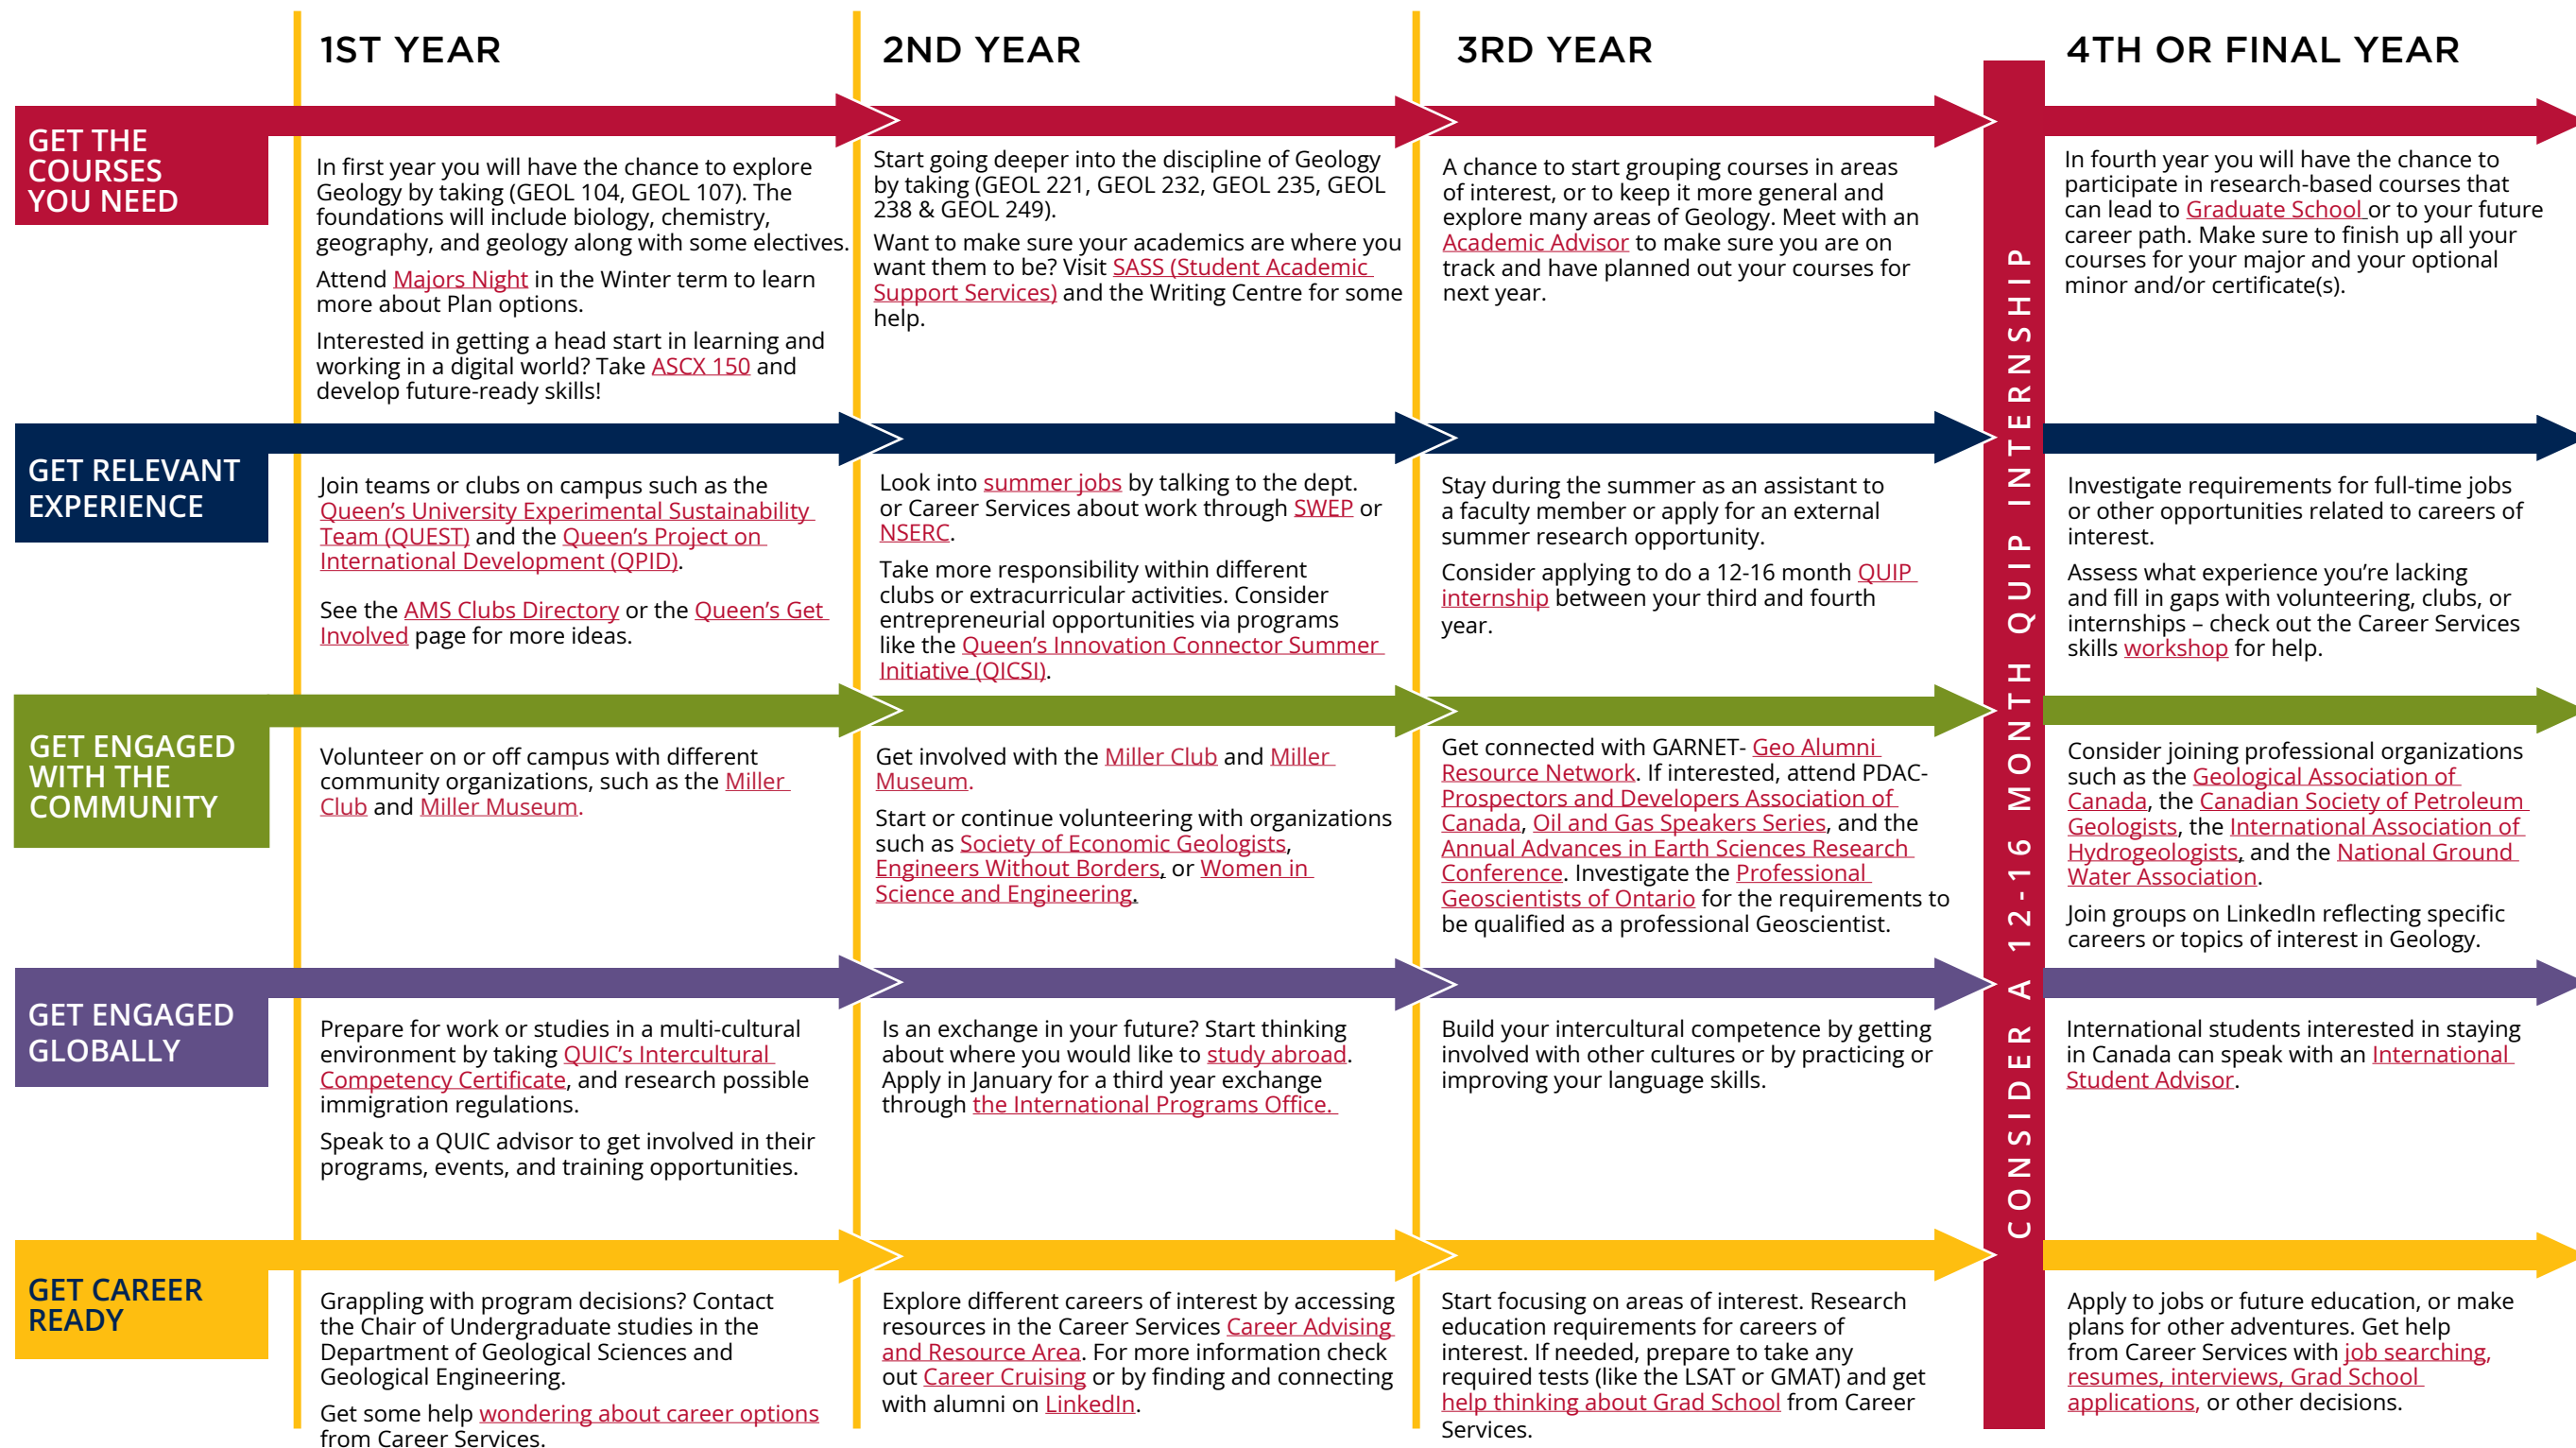 1ST YEAR
2ND YEAR
3RD YEAR
4TH OR FINAL YEAR
GET THE
COURSES
YOU NEED
In first year you will have the chance to explore
Geology by taking (GEOL 104, GEOL 107). The
foundations will include biology, chemistry,
geography, and geology along with some electives.
Attend Majors Night in the Winter term to learn
more about Plan options.
Interested in getting a head start in learning and
working in a digital world? Take ASCX 150 and
develop future-ready skills!
Start going deeper into the discipline of Geology
by taking (GEOL 221, GEOL 232, GEOL 235, GEOL
238 & GEOL 249).
Want to make sure your academics are where you
want them to be? Visit SASS (Student Academic
Support Services) and the Writing Centre for some
help.
A chance to start grouping courses in areas
of interest, or to keep it more general and
explore many areas of Geology. Meet with an
Academic Advisor to make sure you are on
track and have planned out your courses for
next year.
In fourth year you will have the chance to
participate in research-based courses that
can lead to Graduate School or to your future
career path. Make sure to finish up all your
courses for your major and your optional
minor and/or certificate(s).
GET RELEVANT
EXPERIENCE
Join teams or clubs on campus such as the
Queen's University Experimental Sustainability
Team (QUEST) and the Queen's Project on
International Development (QPID).
See the AMS Clubs Directory or the Queen's Get
Involved page for more ideas.
Look into summer jobs by talking to the dept.
or Career Services about work through SWEP or
NSERC.
Take more responsibility within different
clubs or extracurricular activities. Consider
entrepreneurial opportunities via programs
like the Queen's Innovation Connector Summer
Initiative (QICSI).
Stay during the summer as an assistant to
a faculty member or apply for an external
summer research opportunity.
Consider applying to do a 12-16 month QUIP
internship between your third and fourth
year.
Investigate requirements for full-time jobs
or other opportunities related to careers of
interest.
Assess what experience you're lacking
and fill in gaps with volunteering, clubs, or
internships – check out the Career Services
skills workshop for help.
GET ENGAGED
WITH THE
COMMUNITY
Volunteer on or off campus with different
community organizations, such as the Miller
Club and Miller Museum.
Get involved with the Miller Club and Miller
Museum.
Start or continue volunteering with organizations
such as Society of Economic Geologists,
Engineers Without Borders, or Women in
Science and Engineering.
Get connected with GARNET- Geo Alumni
Resource Network. If interested, attend PDAC-
Prospectors and Developers Association of
Canada, Oil and Gas Speakers Series, and the
Annual Advances in Earth Sciences Research
Conference. Investigate the Professional
Geoscientists of Ontario for the requirements to
be qualified as a professional Geoscientist.
Consider joining professional organizations
such as the Geological Association of
Canada, the Canadian Society of Petroleum
Geologists, the International Association of
Hydrogeologists, and the National Ground
Water Association.
Join groups on LinkedIn reflecting specific
careers or topics of interest in Geology.
GET ENGAGED
GLOBALLY
Prepare for work or studies in a multi-cultural
environment by taking QUIC's Intercultural
Competency Certificate, and research possible
immigration regulations.
Speak to a QUIC advisor to get involved in their
programs, events, and training opportunities.
Is an exchange in your future? Start thinking
about where you would like to study abroad.
Apply in January for a third year exchange
through the International Programs Office.
Build your intercultural competence by getting
involved with other cultures or by practicing or
improving your language skills.
International students interested in staying
in Canada can speak with an International
Student Advisor.
GET CAREER
READY
Grappling with program decisions? Contact
the Chair of Undergraduate studies in the
Department of Geological Sciences and
Geological Engineering.
Get some help wondering about career options
from Career Services.
Explore different careers of interest by accessing
resources in the Career Services Career Advising
and Resource Area. For more information check
out Career Cruising or by finding and connecting
with alumni on LinkedIn.
Start focusing on areas of interest. Research
education requirements for careers of
interest. If needed, prepare to take any
required tests (like the LSAT or GMAT) and get
help thinking about Grad School from Career
Services.
Apply to jobs or future education, or make
plans for other adventures. Get help
from Career Services with job searching,
resumes, interviews, Grad School
applications, or other decisions.
CONSIDER A 12-16 MONTH QUIP INTERNSHIP